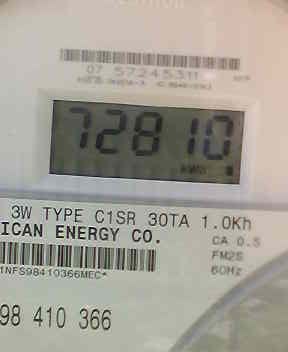 07 57245311
72810
KWH
3W TYPE C1SR 30TA 1.0Kh
ICAN ENERGY CO.
CA 0.5
FM2S
60Hz
1NFS98410366MEC*
98 410 366